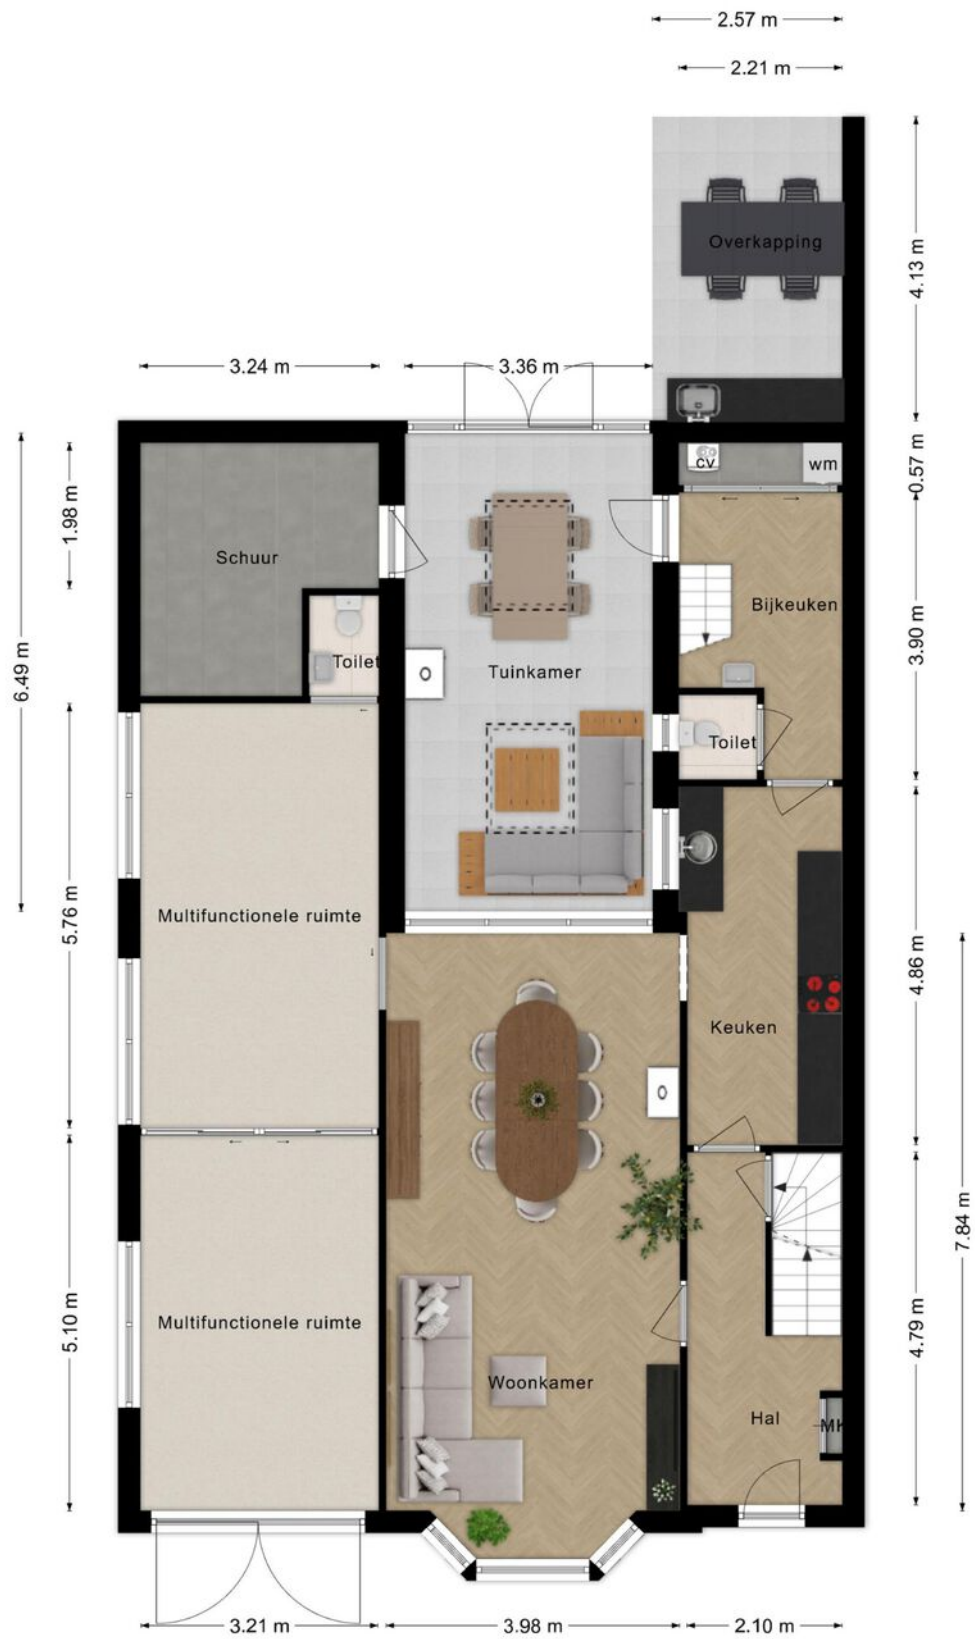 2.57 m
2.21 m
Overkapping
4.13 m
3.24 m
3.36 m
cv
wm
0.57 m
1.98 m
Schuur
Bijkeuken
3.90 m
6.49 m
Toilet
Tuinkamer
Toilet
5.76 m
Multifunctionele ruimte
4.86 m
Keuken
7.84 m
5.10 m
Multifunctionele ruimte
4.79 m
Woonkamer
Hal
MK
3.21 m
3.98 m
2.10 m